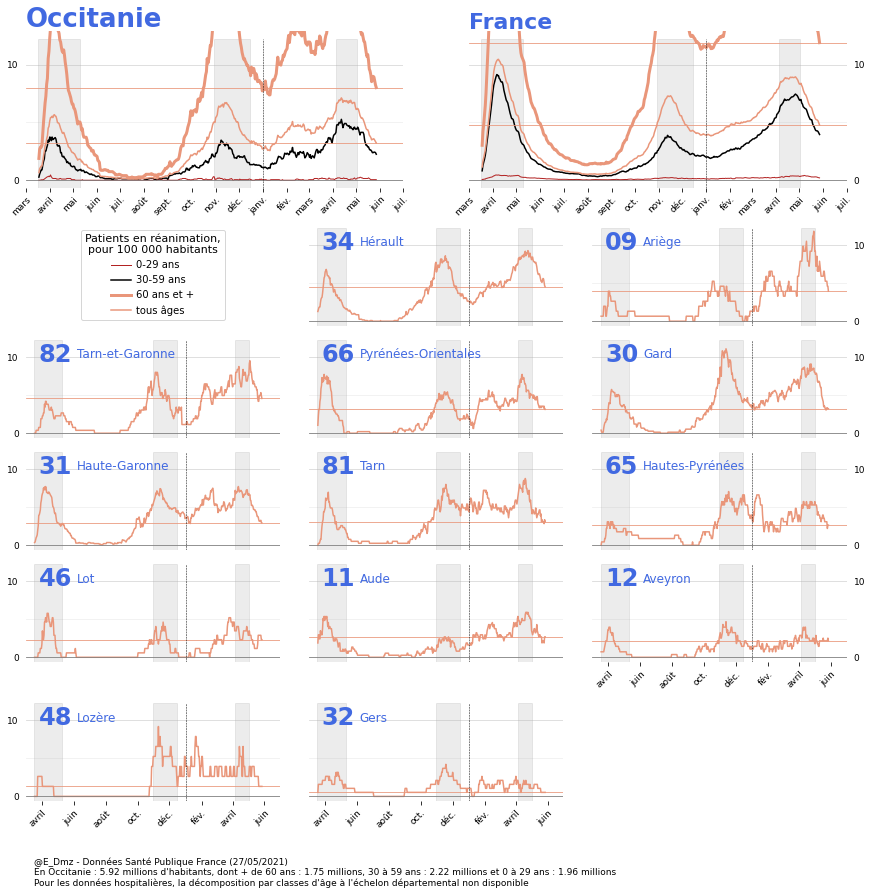 Occitanie
France
10
0
mars
avril
mai
juin
juil.
août
sept.
oct.
nov.
déc.
janv.
févr.
mars
avril
mai
juin
juil.
10
0
mars
avril
mai
juin
juil.
août
sept.
oct.
nov.
déc.
janv.
févr.
mars
avril
mai
juin
juil.
Patients en réanimation,
pour 100 000 habitants
0-29 ans
30-59 ans
60 ans et +
tous âges
34 Hérault
09 Ariège
10
0
82 Tarn-et-Garonne
10
0
66 Pyrénées-Orientales
30 Gard
10
0
31 Haute-Garonne
10
0
81 Tarn
65 Hautes-Pyrénées
10
0
46 Lot
10
0
11 Aude
12 Aveyron
10
0
avril
juin
août
oct.
déc.
fév.
avril
juin
48 Lozère
10
0
avril
juin
août
oct.
déc.
fév.
avril
juin
32 Gers
avril
juin
août
oct.
déc.
fév.
avril
juin
@E_Dmz - Données Santé Publique France (27/05/2021)
En Occitanie : 5.92 millions d'habitants, dont + de 60 ans : 1.75 millions, 30 à 59 ans : 2.22 millions et 0 à 29 ans : 1.96 millions
Pour les données hospitalières, la décomposition par classes d'âge à l'échelon départemental non disponible